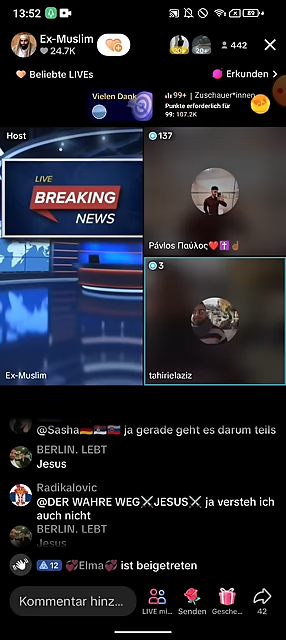 13:52
89
Ex-Muslim
24.7K
20+
442
Beliebte LIVEs
Erkunden >
Vielen Dank
99+ | Zuschauer*innen
Punkte erforderlich für
99: 107.2K
Host
137
LIVE
BREAKING
NEWS
Pávlos Παύλος❤️✝️☝🏽
3
Ex-Muslim
tahirielaziz
@Sasha🇩🇪🇷🇸🇷🇺 ja gerade geht es darum teils
BERLIN. LEBT
Jesus
Radikalovic
@DER WAHRE WEG⚔️JESUS⚔️ ja versteh ich
auch nicht
BERLIN. LEBT
Jesus
12 💞Elma💞 ist beigetreten
Kommentar hinz...
LIVE mi...
Senden
Gesche...
42